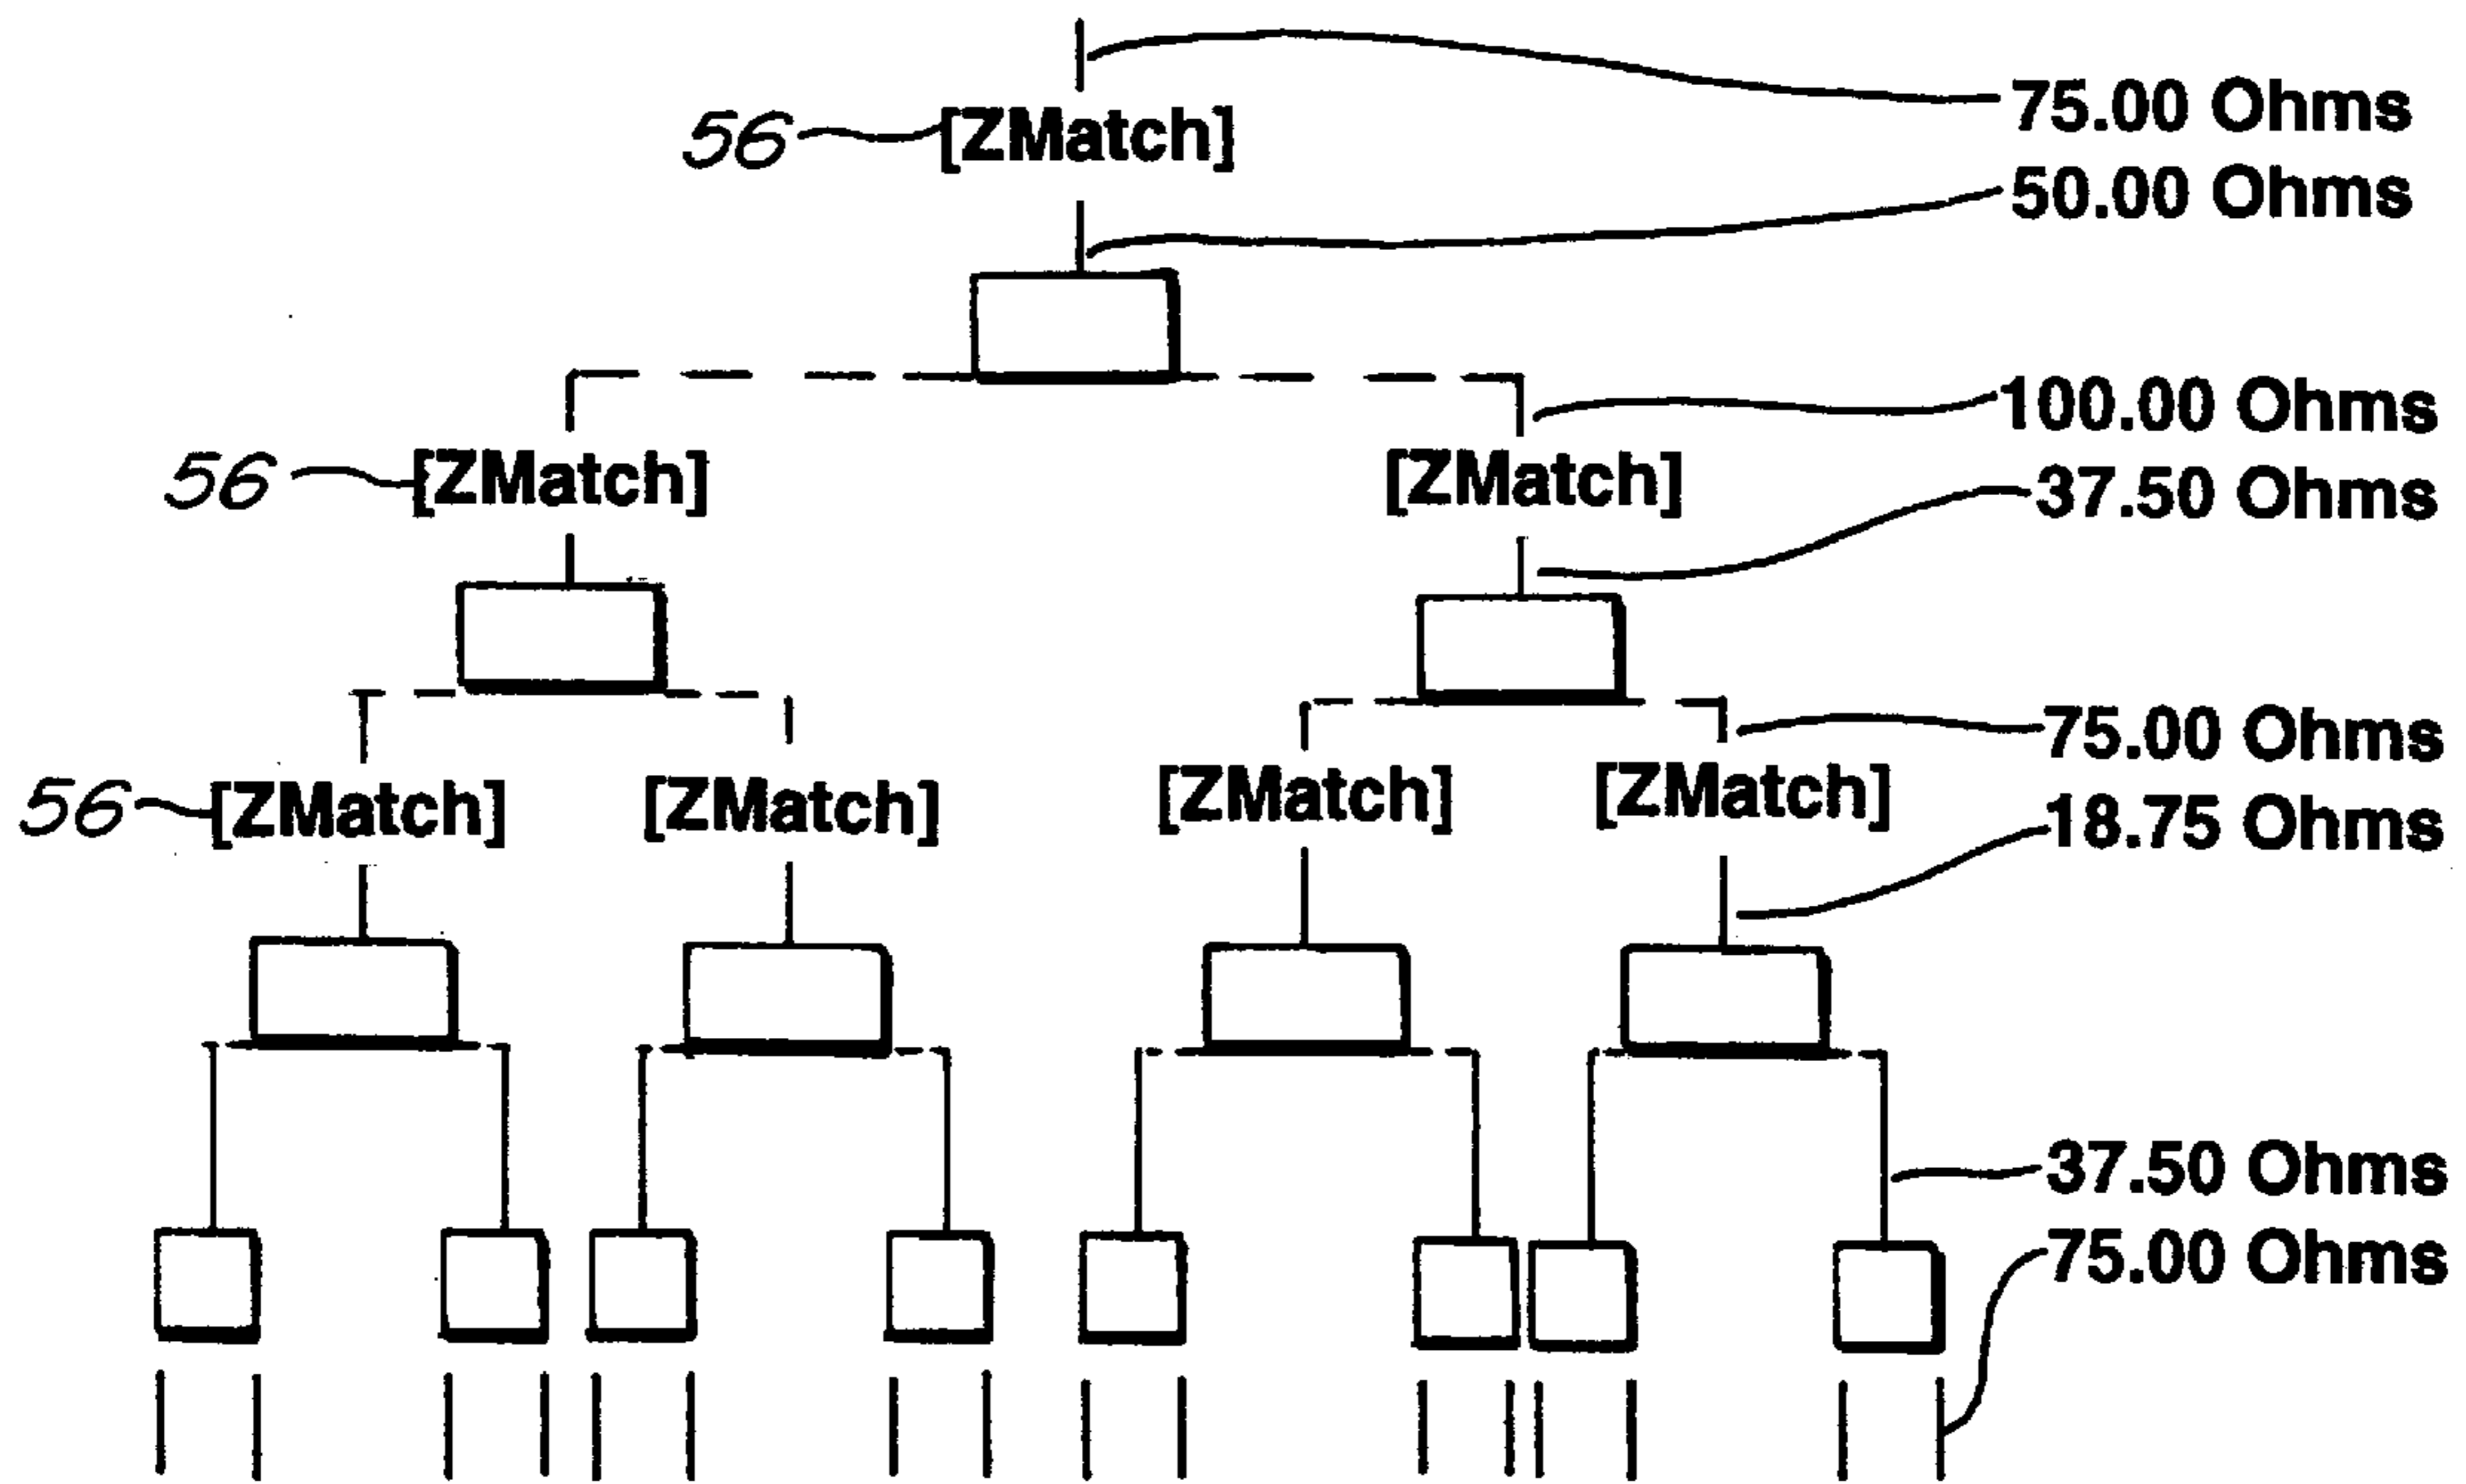 75.00 Ohms
56 [ZMatch]
50.00 Ohms
100.00 Ohms
56 [ZMatch] [ZMatch]
37.50 Ohms
75.00 Ohms
56 [ZMatch] [ZMatch] [ZMatch] [ZMatch]
18.75 Ohms
37.50 Ohms
75.00 Ohms